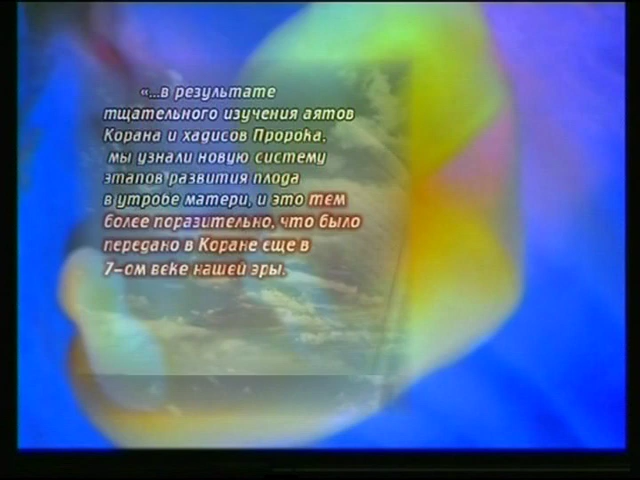 «...в результате
тщательного изучения аятов
Корана и хадисов Пророка,
мы узнали новую систему
этапов развития плода
в утробе матери, и это тем
более поразительно, что было
передано в Коране еще в
7-ом веке нашей эры.